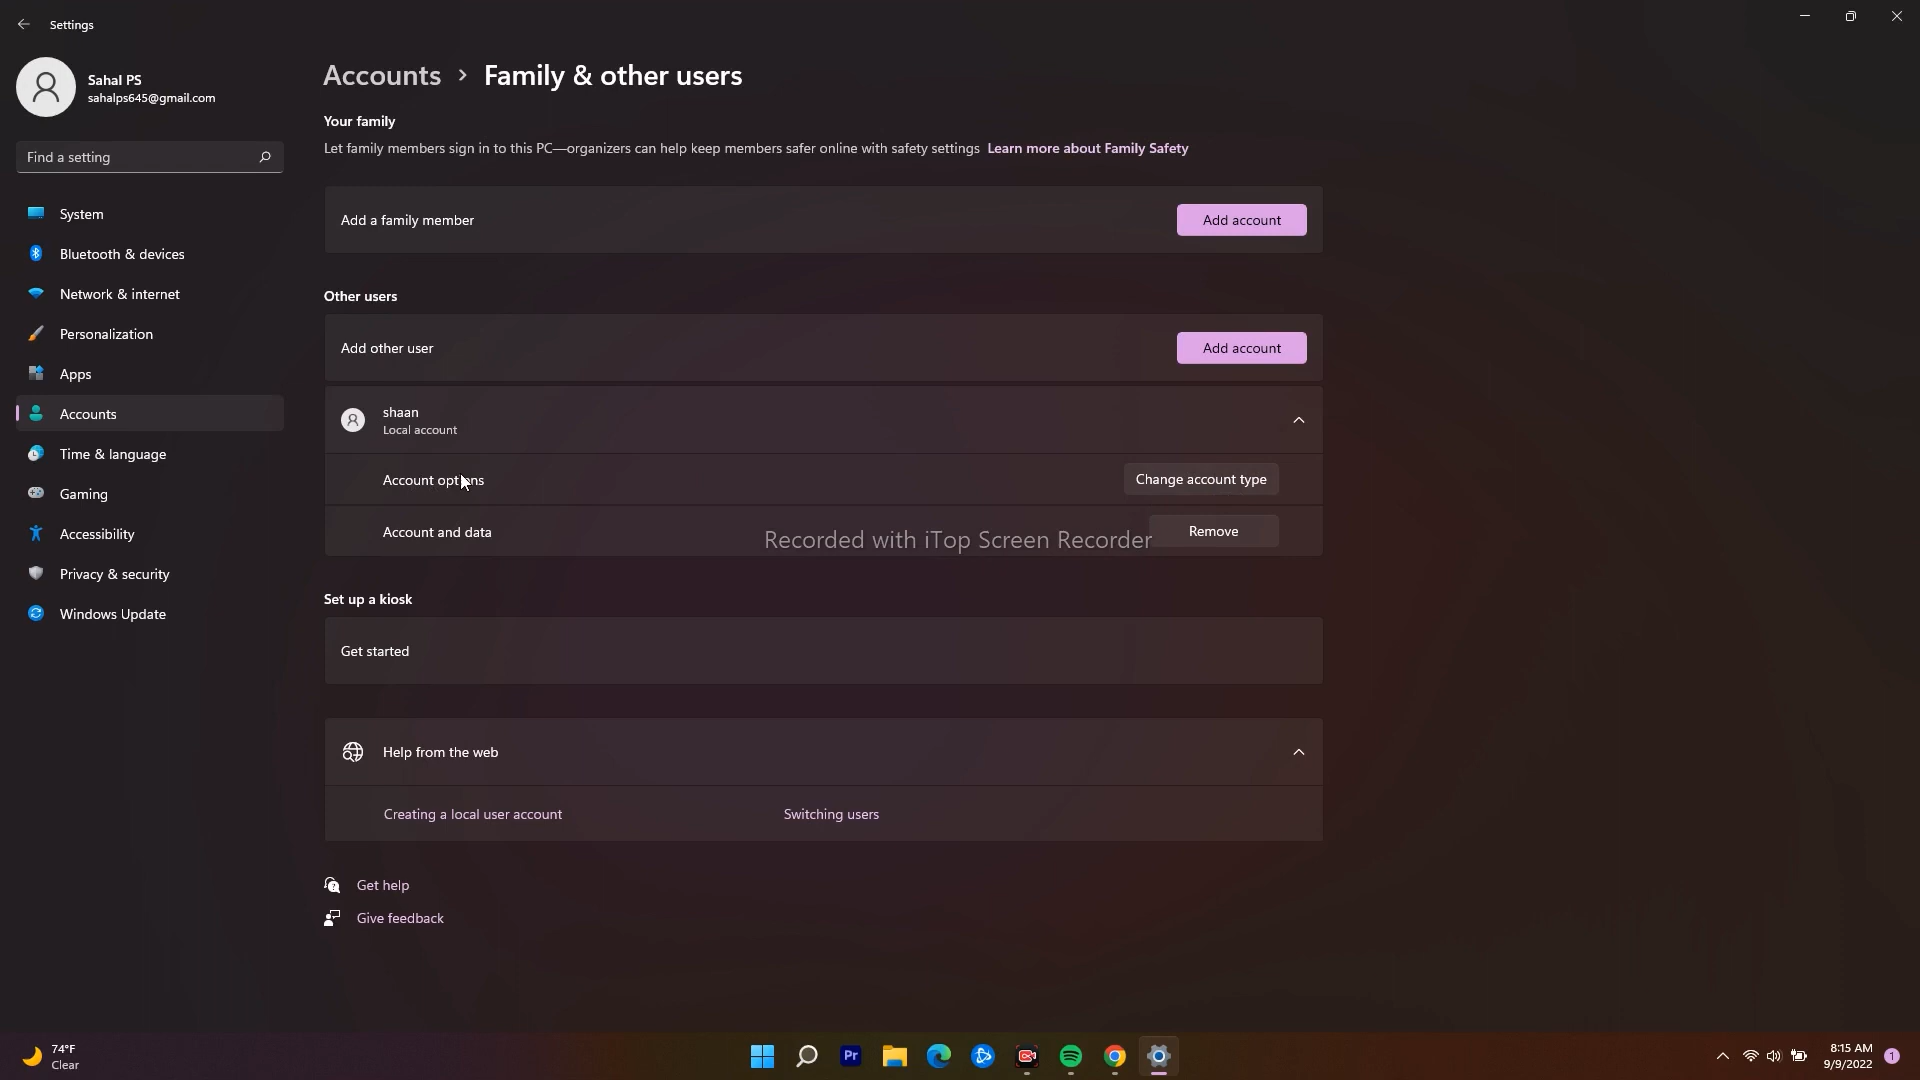 Settings
Sahal PS
sahalps645@gmail.com
Find a setting
System
Bluetooth & devices
Network & internet
Personalization
Apps
Accounts
Time & language
Gaming
Accessibility
Privacy & security
Windows Update
Accounts > Family & other users
Your family
Let family members sign in to this PC—organizers can help keep members safer online with safety settings Learn more about Family Safety
Add a family member
Add account
Other users
Add other user
Add account
shaan
Local account
Account options
Change account type
Account and data
Remove
Recorded with iTop Screen Recorder
Set up a kiosk
Get started
Help from the web
Creating a local user account
Switching users
Get help
Give feedback
74°F
Clear
Pr
8:15 AM
9/9/2022
1